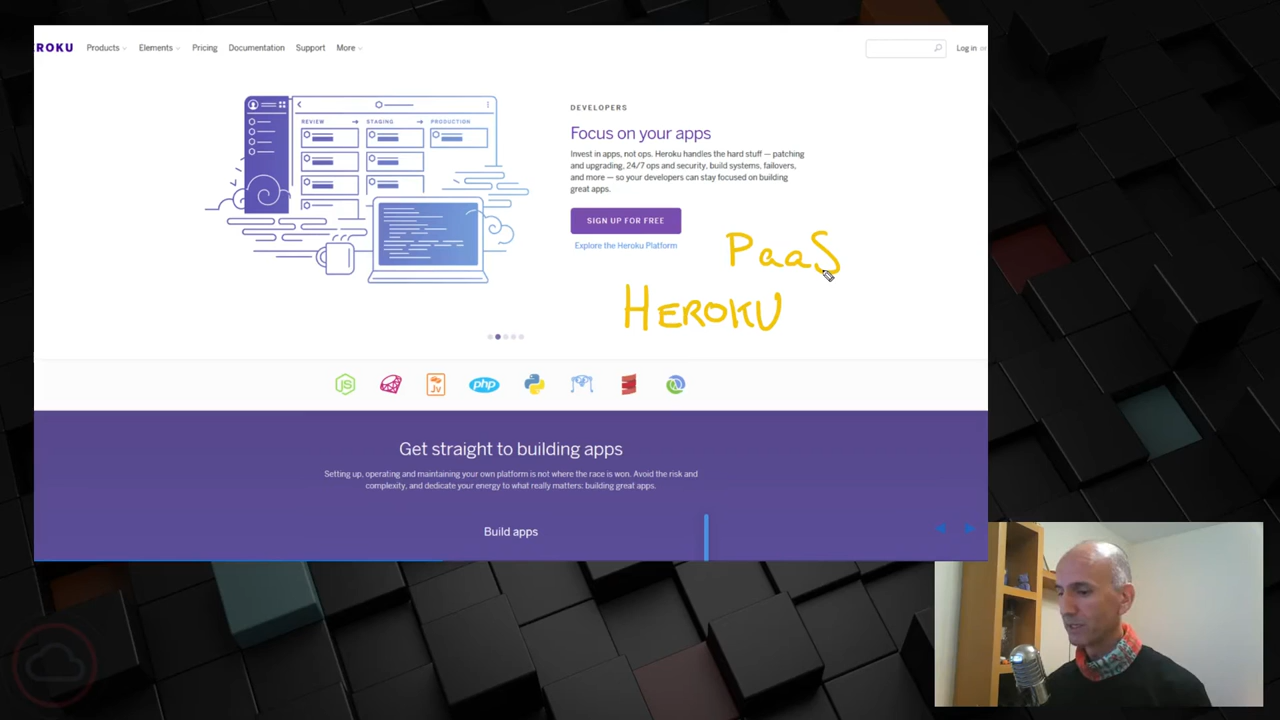 ROKU Products Elements Pricing Documentation Support More Log in or
REVIEW STAGING PRODUCTION
DEVELOPERS
Focus on your apps
Invest in apps, not ops. Heroku handles the hard stuff — patching
and upgrading, 24/7 ops and security, build systems, failovers,
and more — so your developers can stay focused on building
great apps.
SIGN UP FOR FREE
Explore the Heroku Platform
PaaS
HEROKU
JS Jv php
Get straight to building apps
Setting up, operating and maintaining your own platform is not where the race is won. Avoid the risk and
complexity, and dedicate your energy to what really matters: building great apps.
Build apps